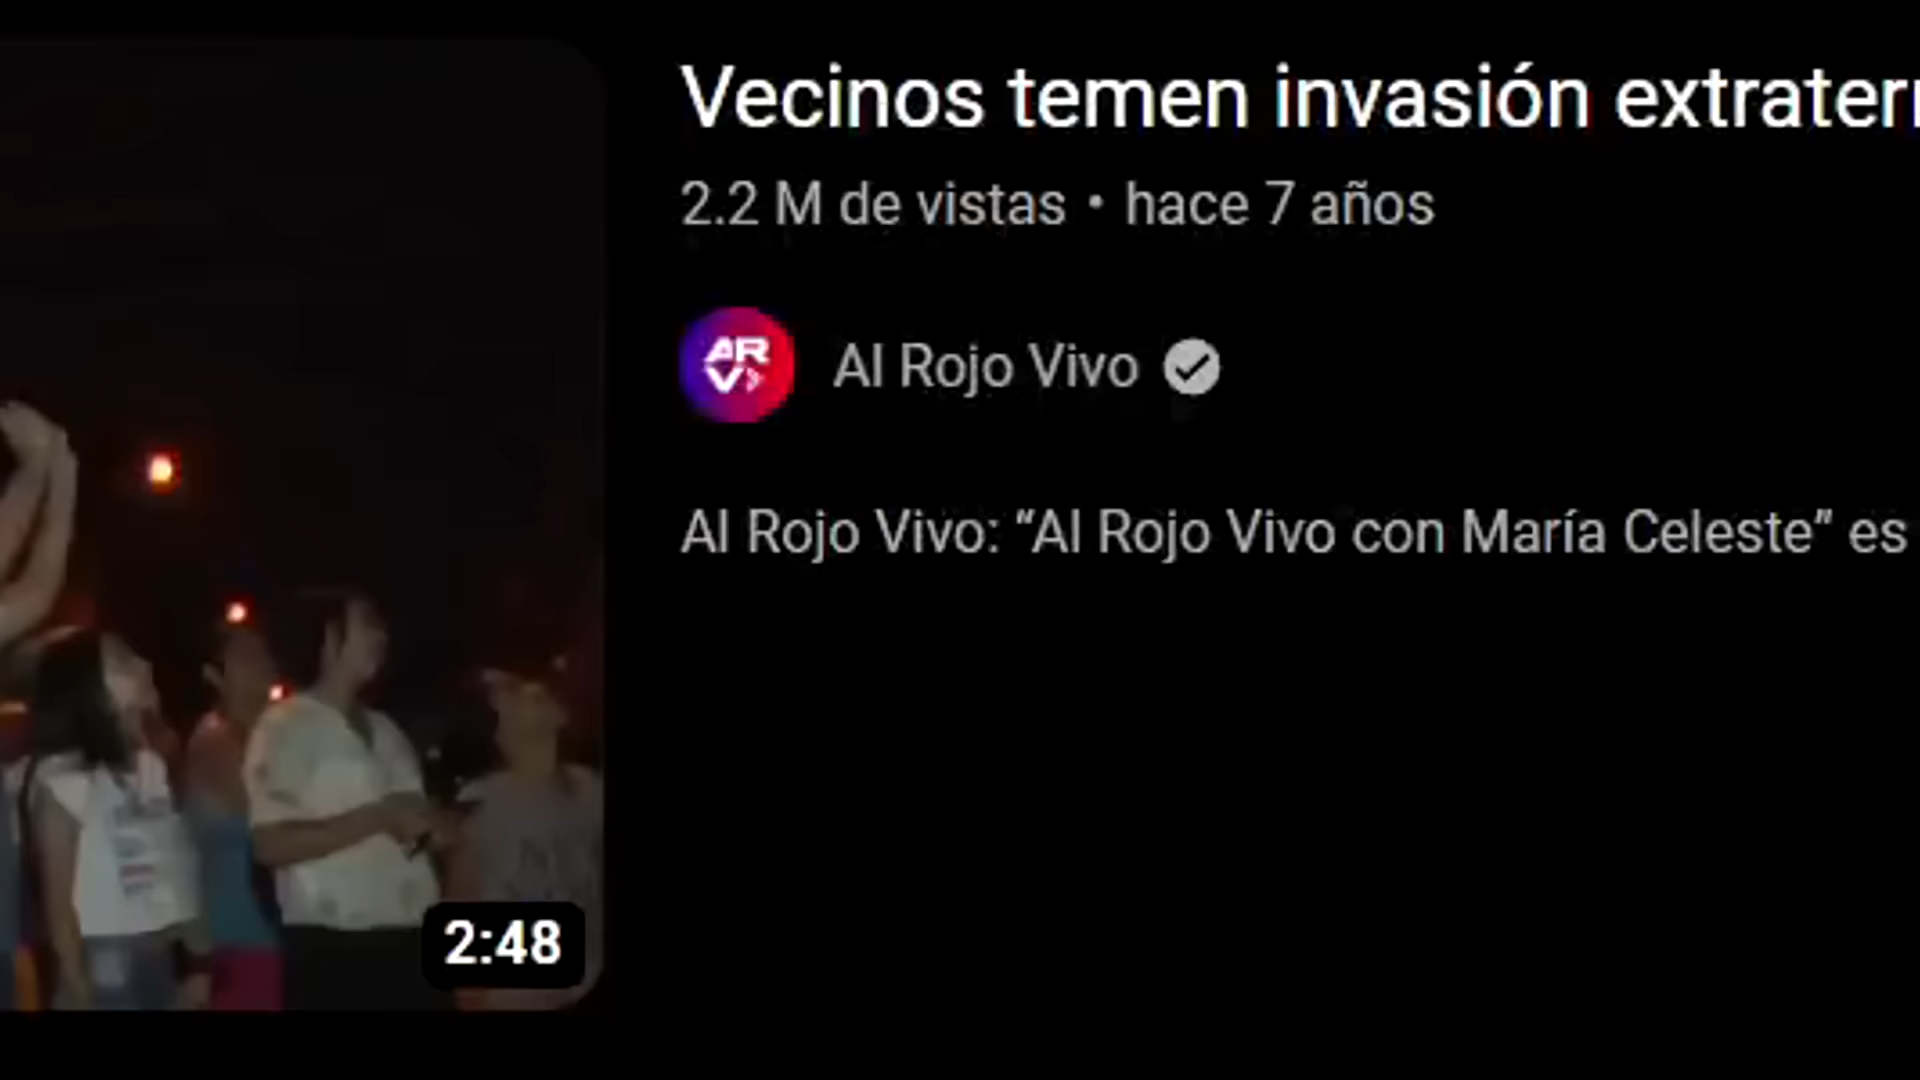 Vecinos temen invasión extraterr
2.2 M de vistas • hace 7 años
ARV
Al Rojo Vivo
Al Rojo Vivo: “Al Rojo Vivo con María Celeste” es
2:48